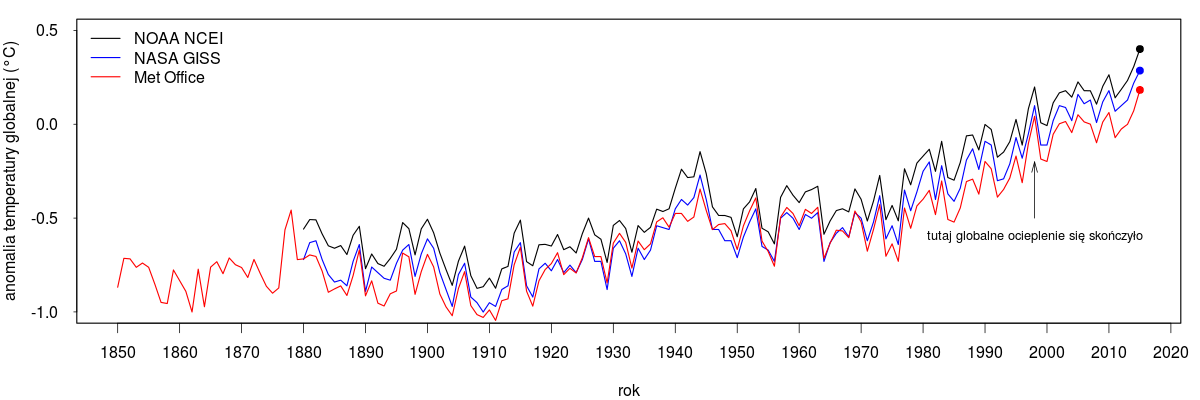 0.5
0.0
-0.5
-1.0
anomalia temperatury globalnej (°C)
NOAA NCEI
NASA GISS
Met Office
tutaj globalne ocieplenie się skończyło
1850 1860 1870 1880 1890 1900 1910 1920 1930 1940 1950 1960 1970 1980 1990 2000 2010 2020
rok